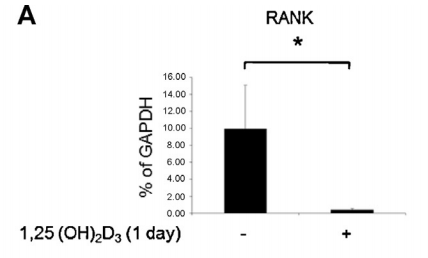 A
RANK
*
% of GAPDH
16.00
14.00
12.00
10.00
8.00
6.00
4.00
2.00
0.00
1,25 (OH)₂D₃ (1 day) - +